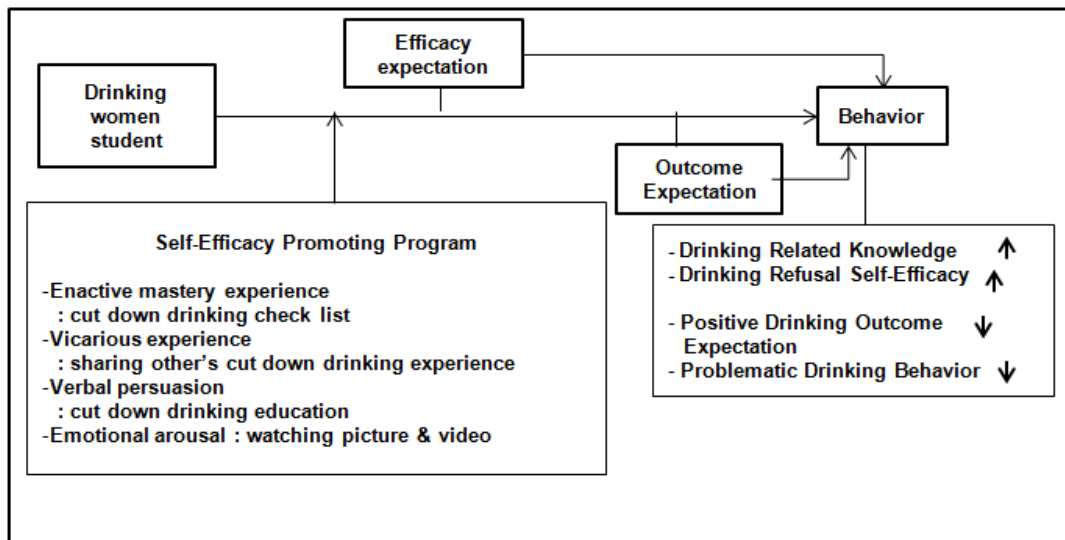 Efficacy
expectation
Drinking
women
student
Behavior
Outcome
Expectation
Self-Efficacy Promoting Program
-Enactive mastery experience
: cut down drinking check list
-Vicarious experience
: sharing other's cut down drinking experience
-Verbal persuasion
: cut down drinking education
-Emotional arousal : watching picture & video
- Drinking Related Knowledge ↑
- Drinking Refusal Self-Efficacy ↑
- Positive Drinking Outcome ↓
Expectation
- Problematic Drinking Behavior ↓